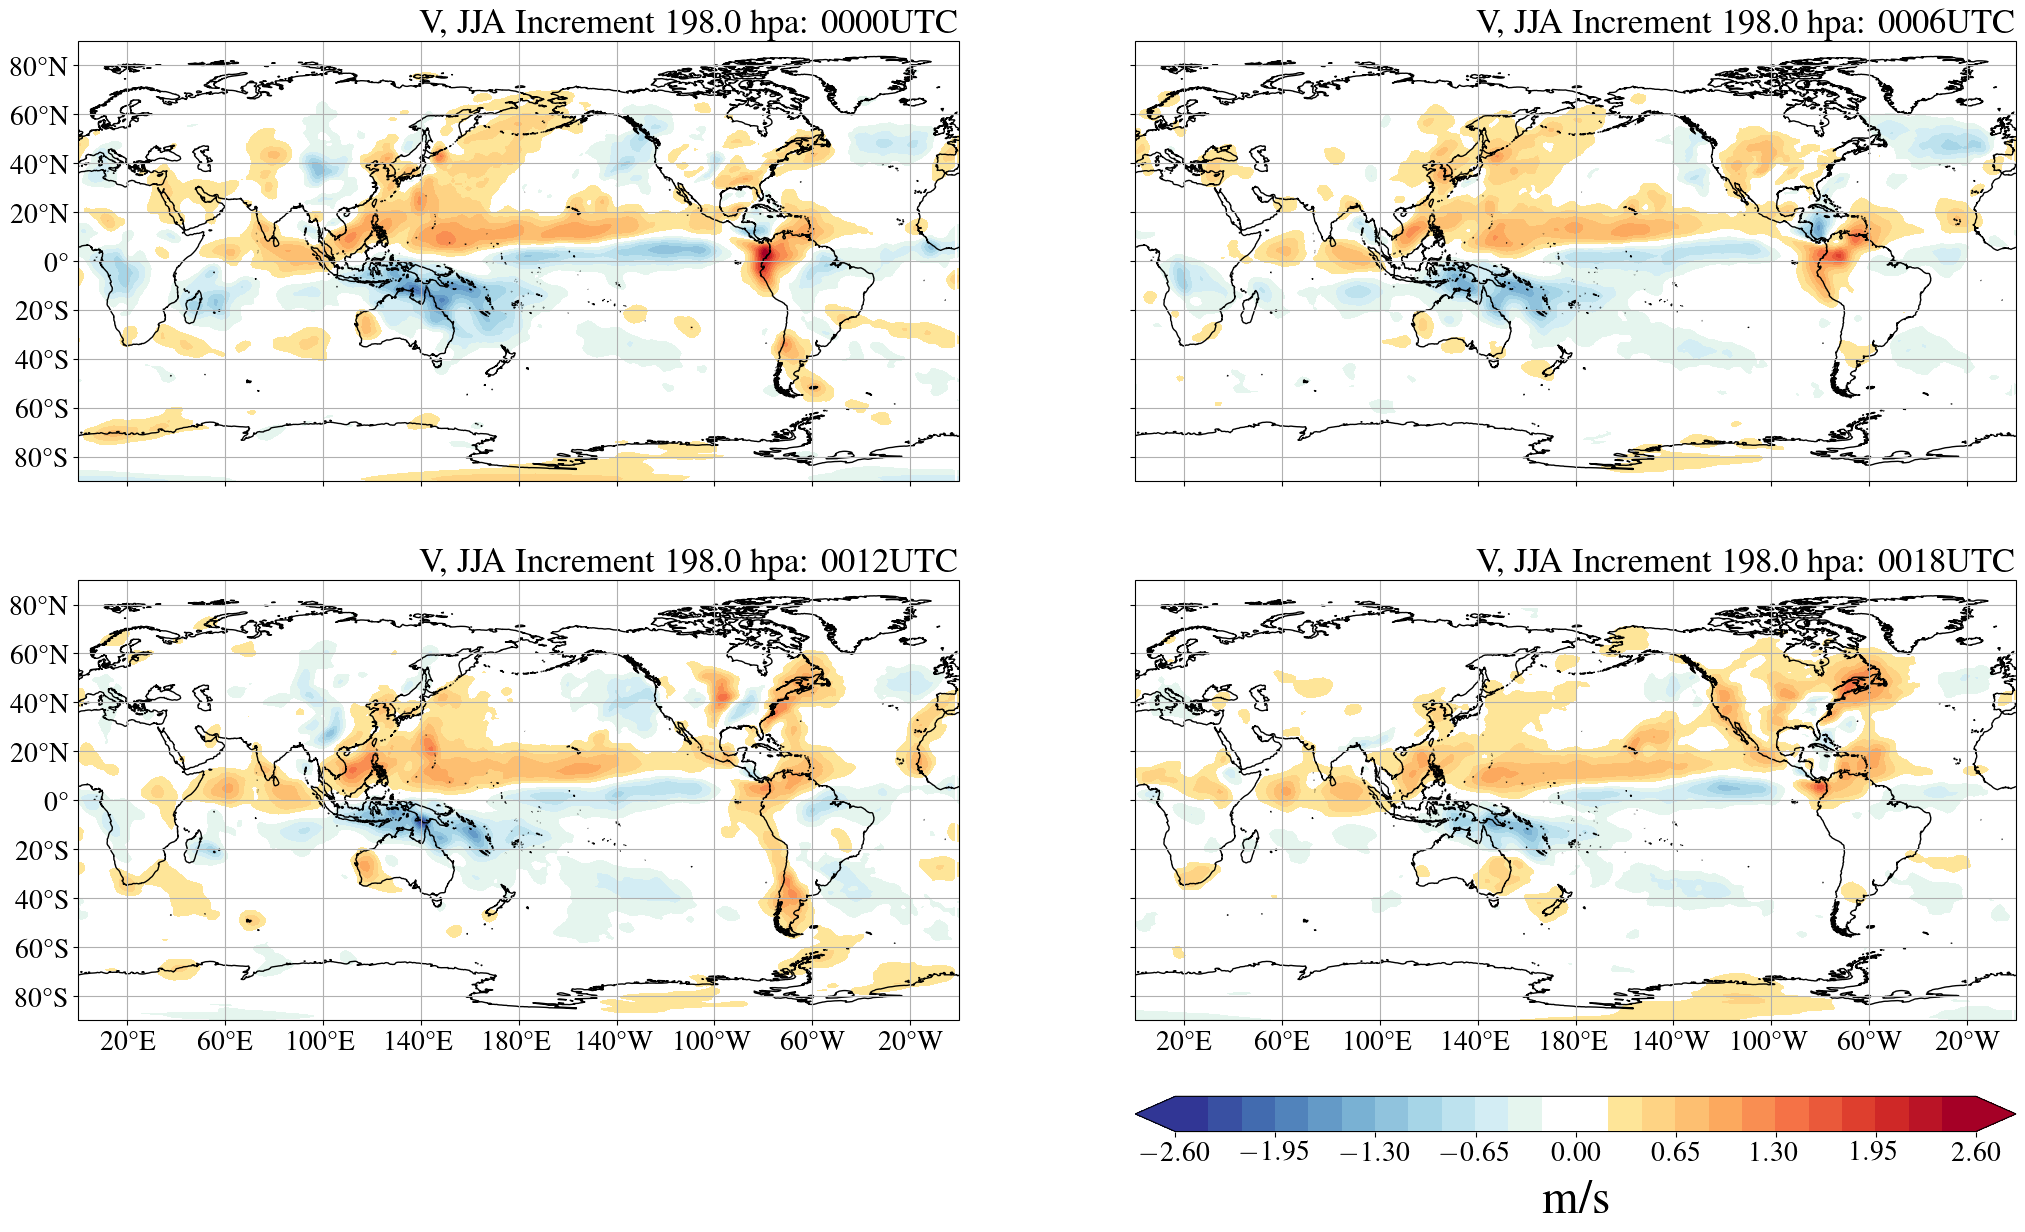 V, JJA Increment 198.0 hpa: 0000UTC
V, JJA Increment 198.0 hpa: 0006UTC
80°N
60°N
40°N
20°N
0°
20°S
40°S
60°S
80°S
V, JJA Increment 198.0 hpa: 0012UTC
V, JJA Increment 198.0 hpa: 0018UTC
80°N
60°N
40°N
20°N
0°
20°S
40°S
60°S
80°S
20°E 60°E 100°E 140°E 180°E 140°W 100°W 60°W 20°W
20°E 60°E 100°E 140°E 180°E 140°W 100°W 60°W 20°W
−2.60 −1.95 −1.30 −0.65 0.00 0.65 1.30 1.95 2.60
m/s